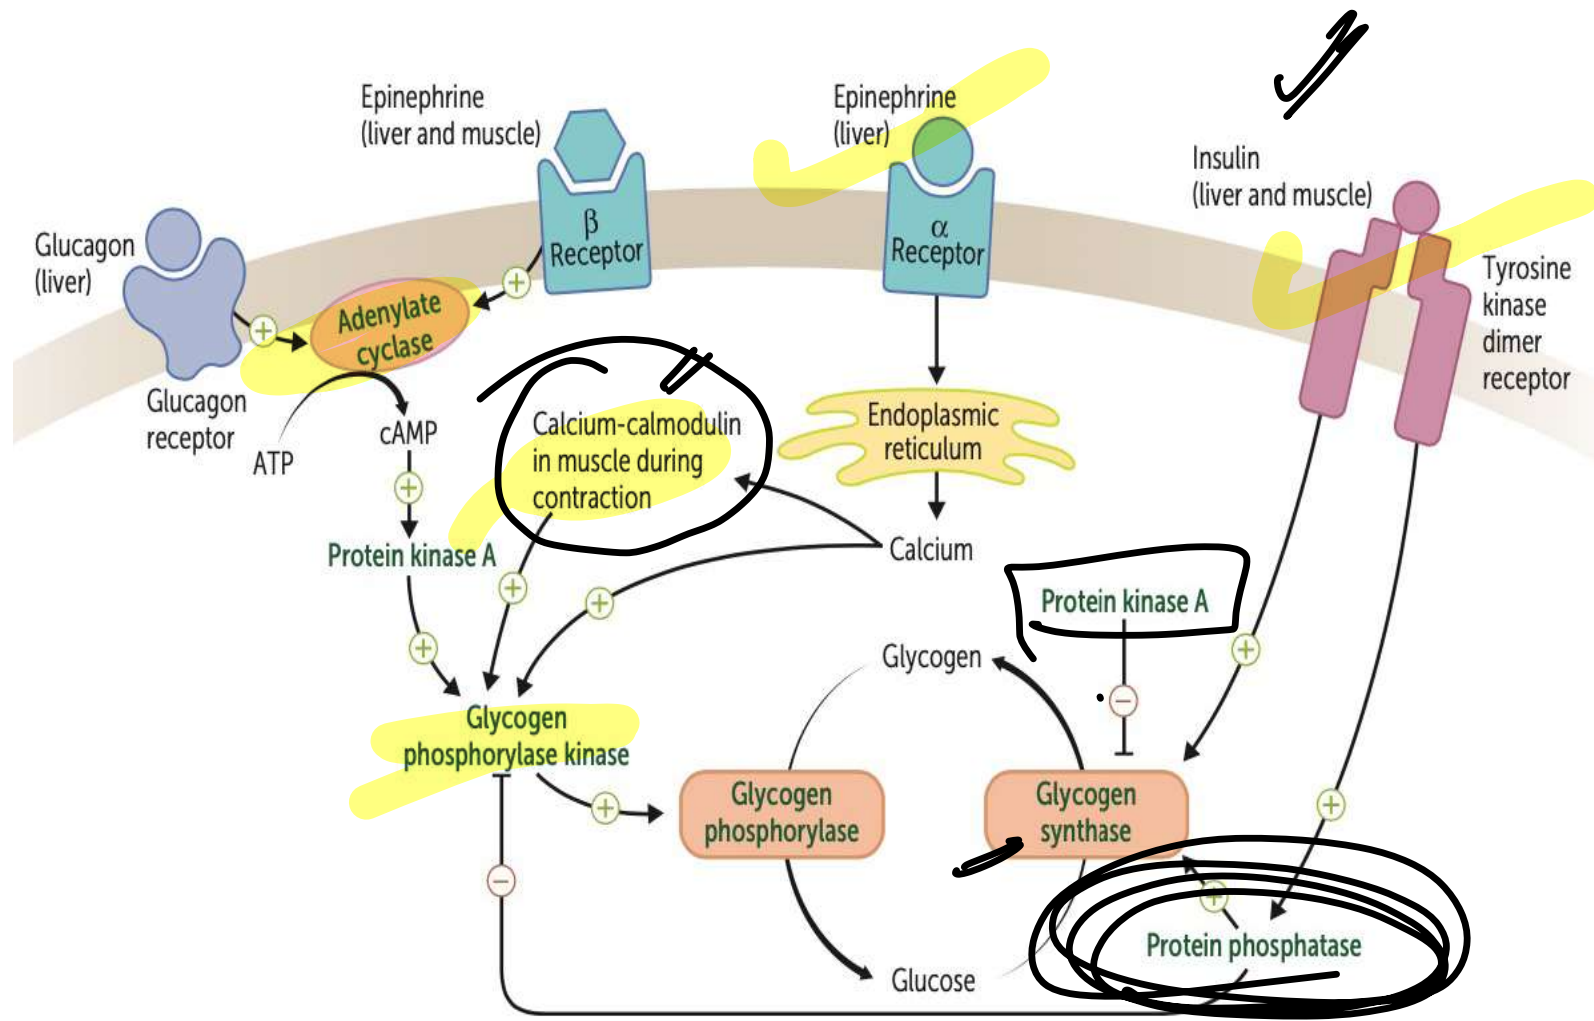 Epinephrine
(liver and muscle)
Epinephrine
(liver)
Insulin
(liver and muscle)
Glucagon
(liver)
β
Receptor
α
Receptor
Tyrosine
kinase
dimer
receptor
+
+
Adenylate
cyclase
Glucagon
receptor
ATP
cAMP
Calcium-calmodulin
in muscle during
contraction
Endoplasmic
reticulum
+
Protein kinase A
Calcium
+
+
Protein kinase A
+
+
Glycogen
−
Glycogen
phosphorylase kinase
+
Glycogen
phosphorylase
Glycogen
synthase
+
−
+
Protein phosphatase
Glucose